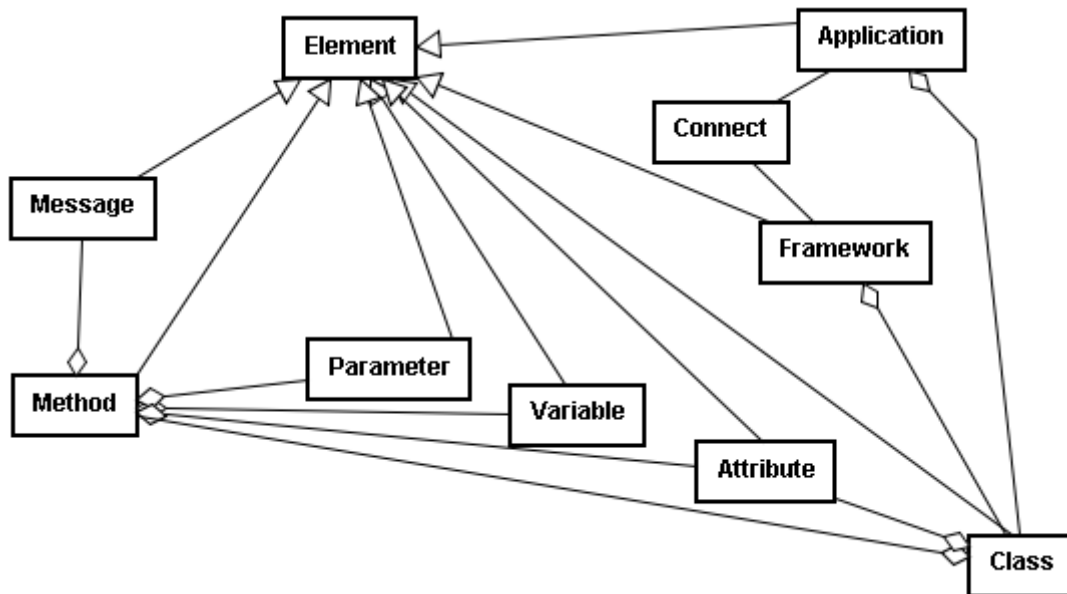 Element
Application
Connect
Message
Framework
Parameter
Method
Variable
Attribute
Class